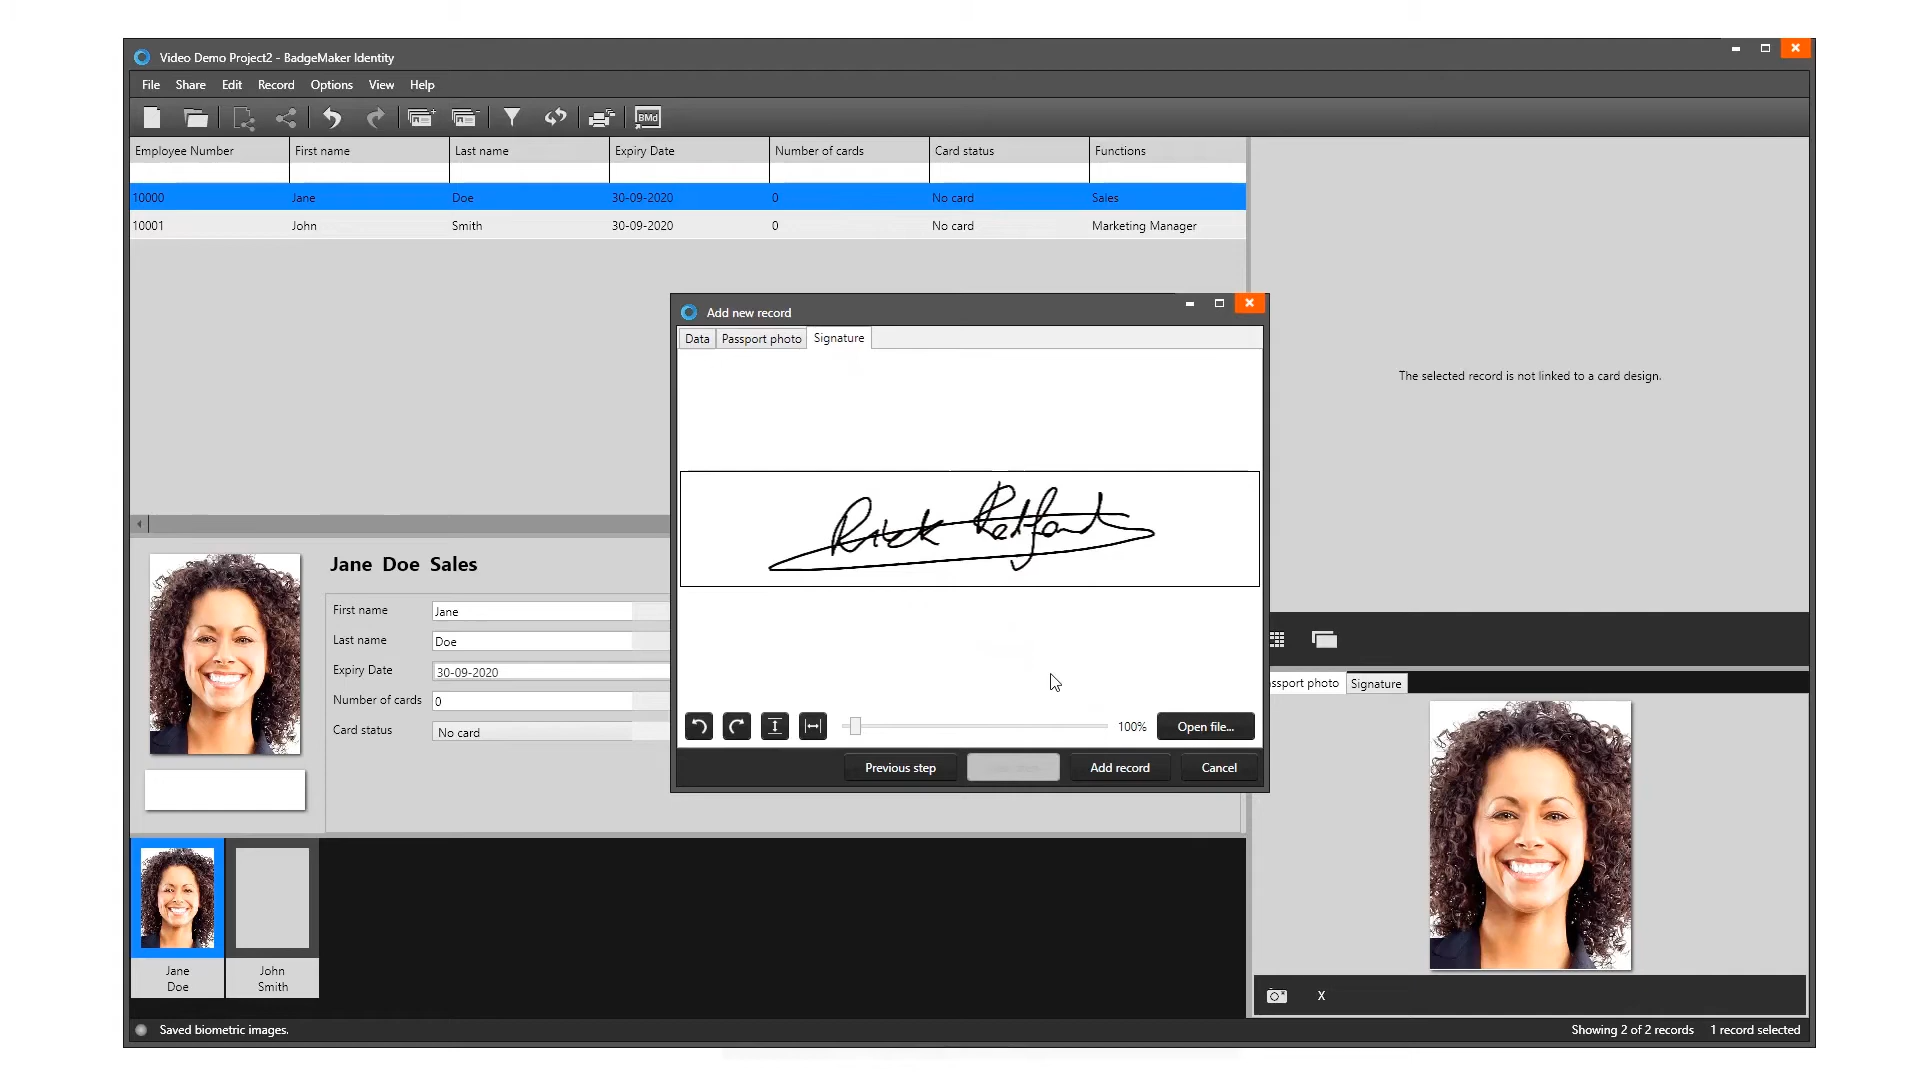 Video Demo Project2 - BadgeMaker Identity
File Share Edit Record Options View Help
BMd
Employee Number First name Last name Expiry Date Number of cards Card status Functions
10000 Jane Doe 30-09-2020 0 No card Sales
10001 John Smith 30-09-2020 0 No card Marketing Manager
The selected record is not linked to a card design.
Add new record
Data Passport photo Signature
Rick Redford
100% Open file...
Previous step Add record Cancel
Jane Doe Sales
First name Jane
Last name Doe
Expiry Date 30-09-2020
Number of cards 0
Card status No card
ssport photo Signature
X
Jane
Doe
John
Smith
Saved biometric images.
Showing 2 of 2 records 1 record selected